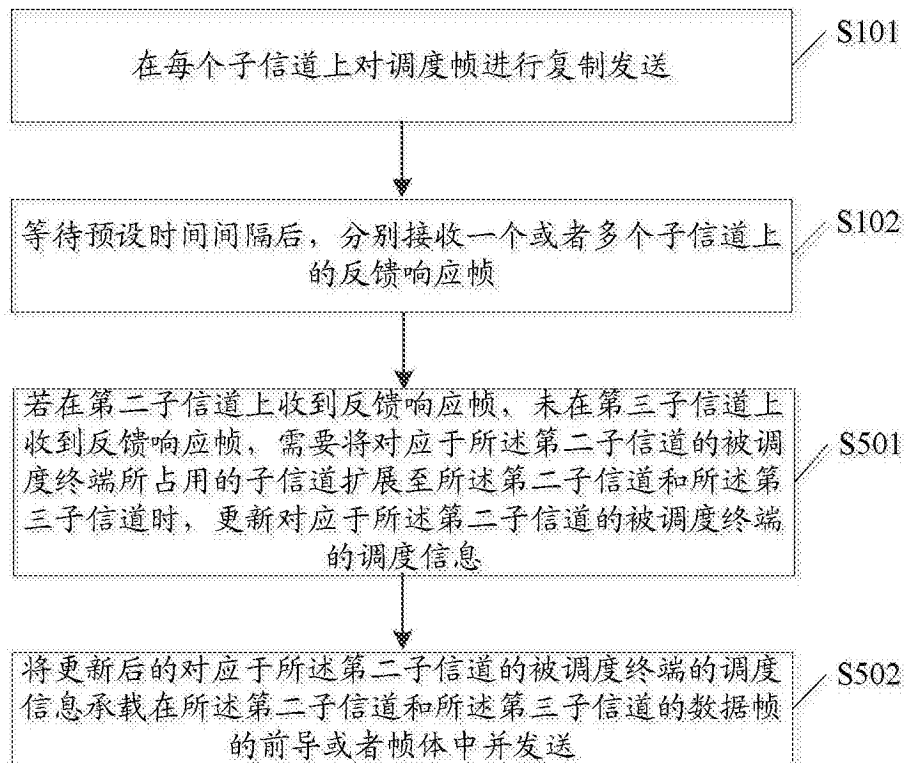 在每个子信道上对调度帧进行复制发送
S101
等待预设时间间隔后，分别接收一个或者多个子信道上
的反馈响应帧
S102
若在第二子信道上收到反馈响应帧，未在第三子信道上
收到反馈响应帧，需要将对应于所述第二子信道的被调
度终端所占用的子信道扩展至所述第二子信道和所述第
三子信道时，更新对应于所述第二子信道的被调度终端
的调度信息
S501
将更新后的对应于所述第二子信道的被调度终端的调度
信息承载在所述第二子信道和所述第三子信道的数据帧
的前导或者帧体中并发送
S502